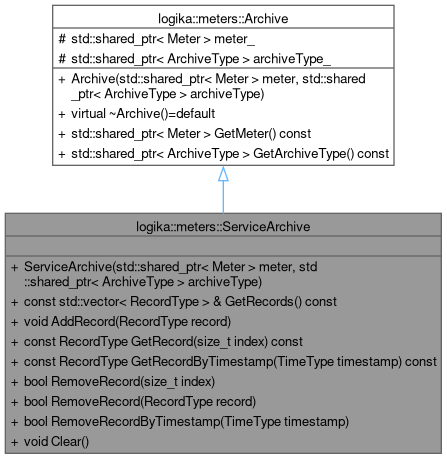 logika::meters::Archive
# std::shared_ptr< Meter > meter_
# std::shared_ptr< ArchiveType > archiveType_
+ Archive(std::shared_ptr< Meter > meter, std::shared
_ptr< ArchiveType > archiveType)
+ virtual ~Archive()=default
+ std::shared_ptr< Meter > GetMeter() const
+ std::shared_ptr< ArchiveType > GetArchiveType() const
logika::meters::ServiceArchive
+ ServiceArchive(std::shared_ptr< Meter > meter, std
::shared_ptr< ArchiveType > archiveType)
+ const std::vector< RecordType > & GetRecords() const
+ void AddRecord(RecordType record)
+ const RecordType GetRecord(size_t index) const
+ const RecordType GetRecordByTimestamp(TimeType timestamp) const
+ bool RemoveRecord(size_t index)
+ bool RemoveRecord(RecordType record)
+ bool RemoveRecordByTimestamp(TimeType timestamp)
+ void Clear()